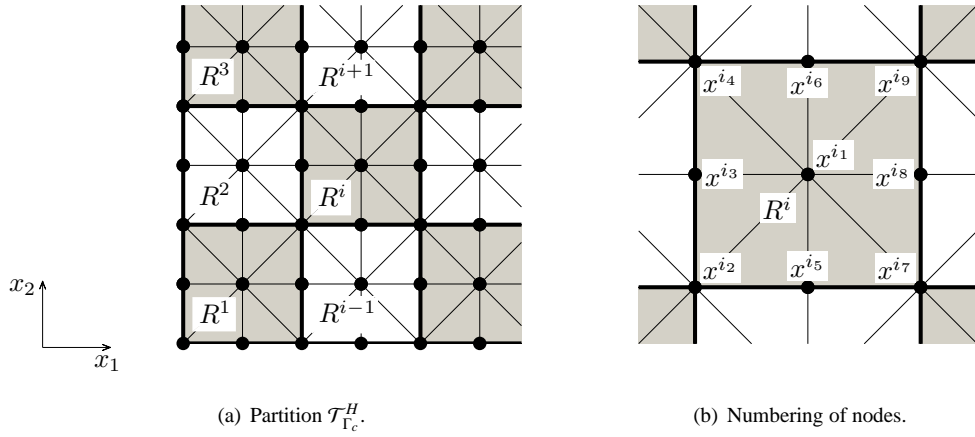 R^3
R^{i+1}
R^2
R^i
R^1
R^{i-1}
x_2
x_1
(a) Partition \mathcal{T}_{\Gamma_c}^H.
x^{i_4}
x^{i_6}
x^{i_9}
x^{i_1}
x^{i_3}
x^{i_8}
R^i
x^{i_2}
x^{i_5}
x^{i_7}
(b) Numbering of nodes.